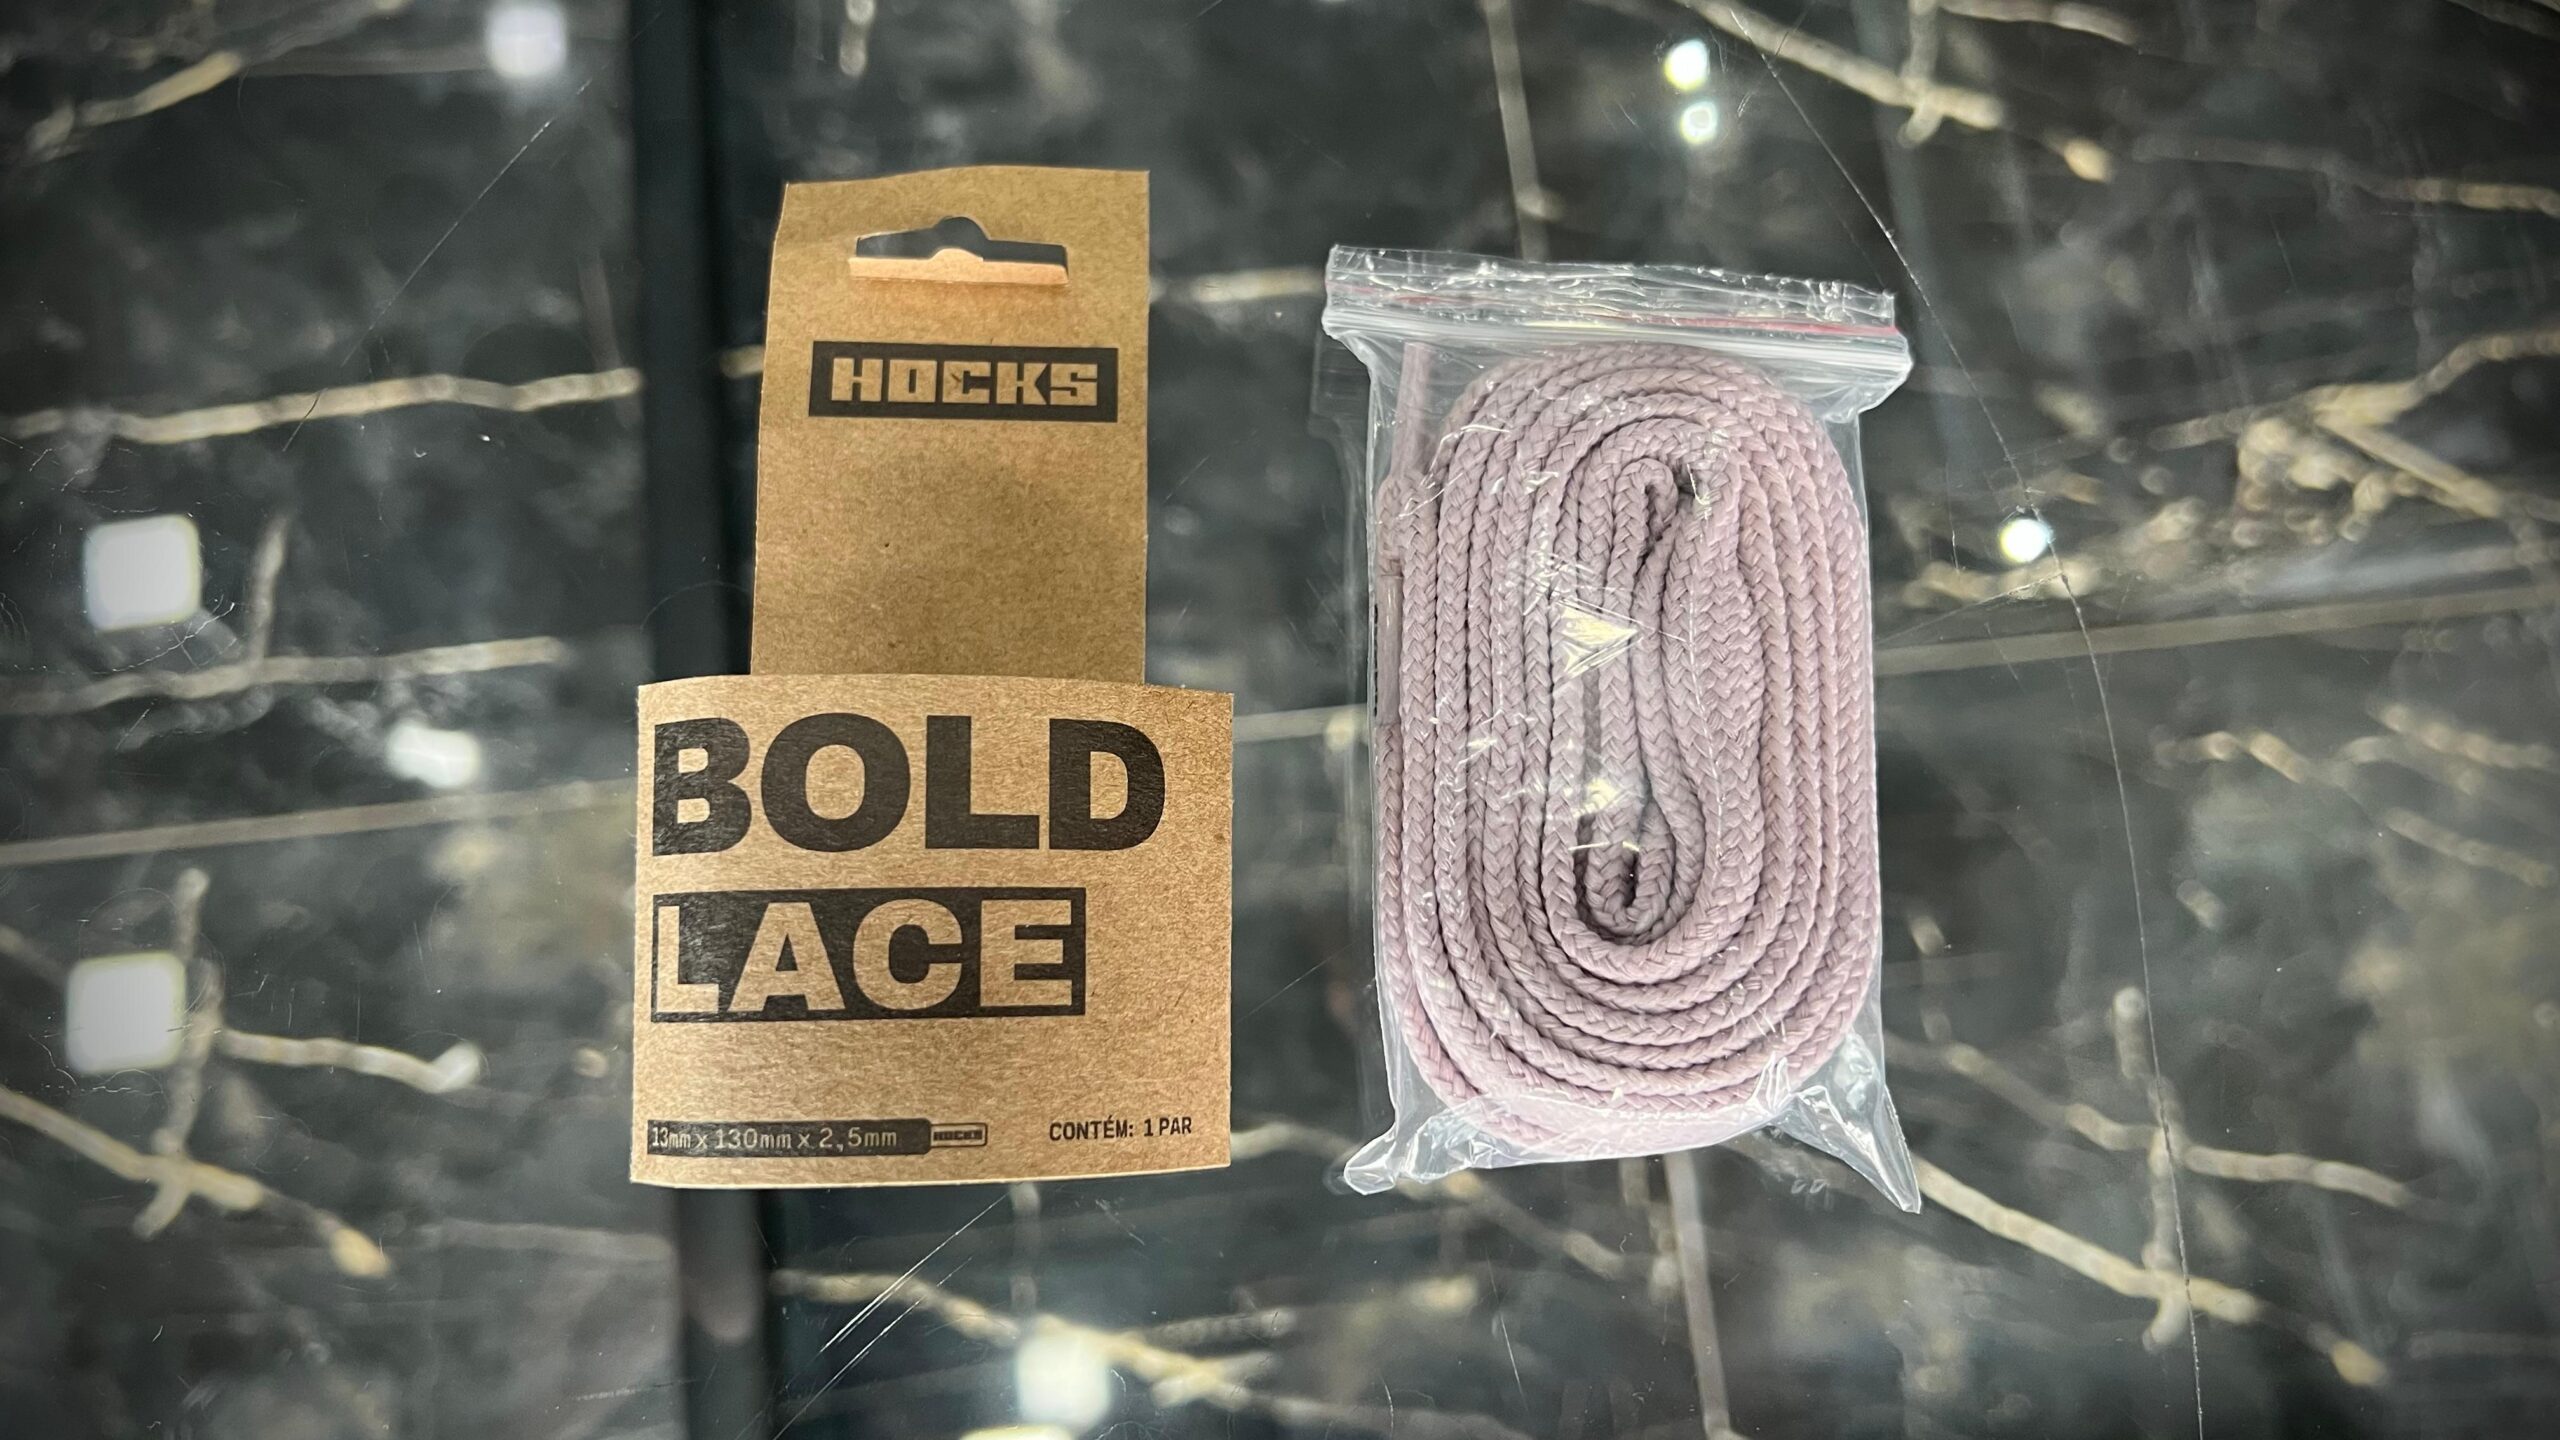 HOCKS
BOLD
LACE
13mm x 130mm x 2,5mm HOCKS
CONTÉM: 1 PAR